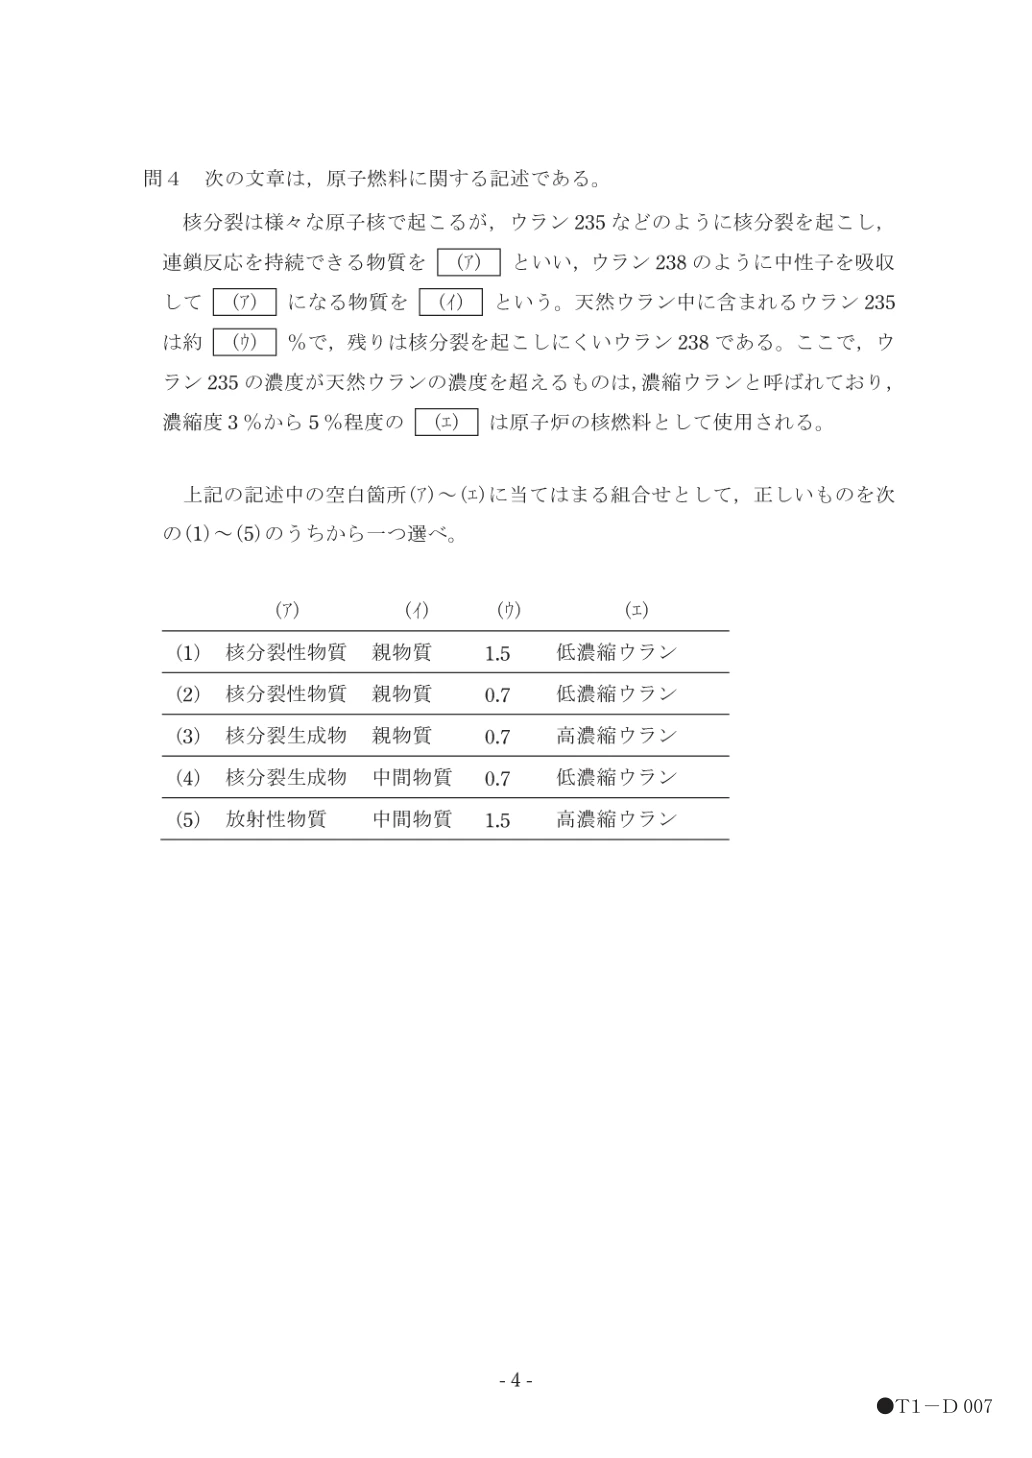 問4　次の文章は，原子燃料に関する記述である。
核分裂は様々な原子核で起こるが，ウラン235などのように核分裂を起こし，
連鎖反応を持続できる物質を (ア) といい，ウラン238のように中性子を吸収
して (ア) になる物質を (イ) という。天然ウラン中に含まれるウラン235
は約 (ウ) ％で，残りは核分裂を起こしにくいウラン238である。ここで，ウ
ラン235の濃度が天然ウランの濃度を超えるものは，濃縮ウランと呼ばれており，
濃縮度3％から5％程度の (エ) は原子炉の核燃料として使用される。
上記の記述中の空白箇所(ア)～(エ)に当てはまる組合せとして，正しいものを次
の(1)～(5)のうちから一つ選べ。
(ア) (イ) (ウ) (エ)
(1) 核分裂性物質 親物質 1.5 低濃縮ウラン
(2) 核分裂性物質 親物質 0.7 低濃縮ウラン
(3) 核分裂生成物 親物質 0.7 高濃縮ウラン
(4) 核分裂生成物 中間物質 0.7 低濃縮ウラン
(5) 放射性物質 中間物質 1.5 高濃縮ウラン
- 4 -
●T1－D 007